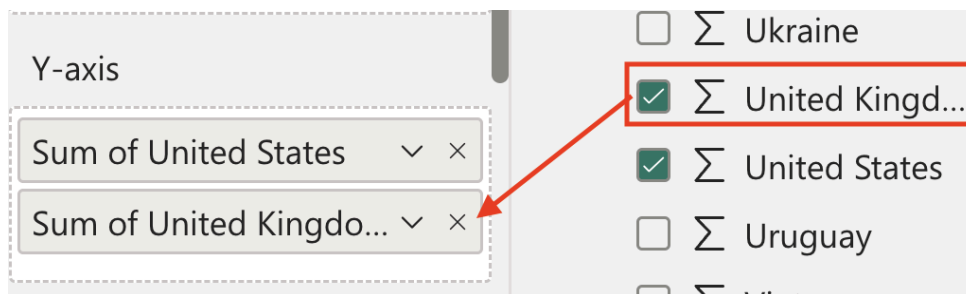 Y-axis
Sum of United States
Sum of United Kingdo...
Σ Ukraine
Σ United Kingd...
Σ United States
Σ Uruguay